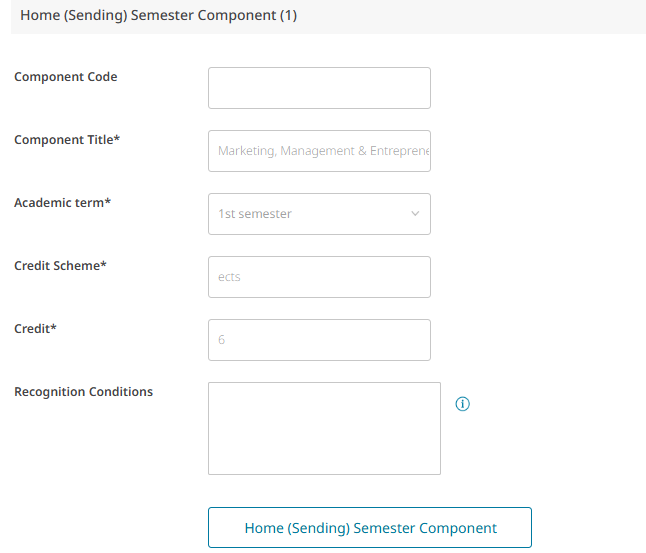 Home (Sending) Semester Component (1)
Component Code
Component Title*
Marketing, Management & Entreprene
Academic term*
1st semester
Credit Scheme*
ects
Credit*
6
Recognition Conditions
Home (Sending) Semester Component